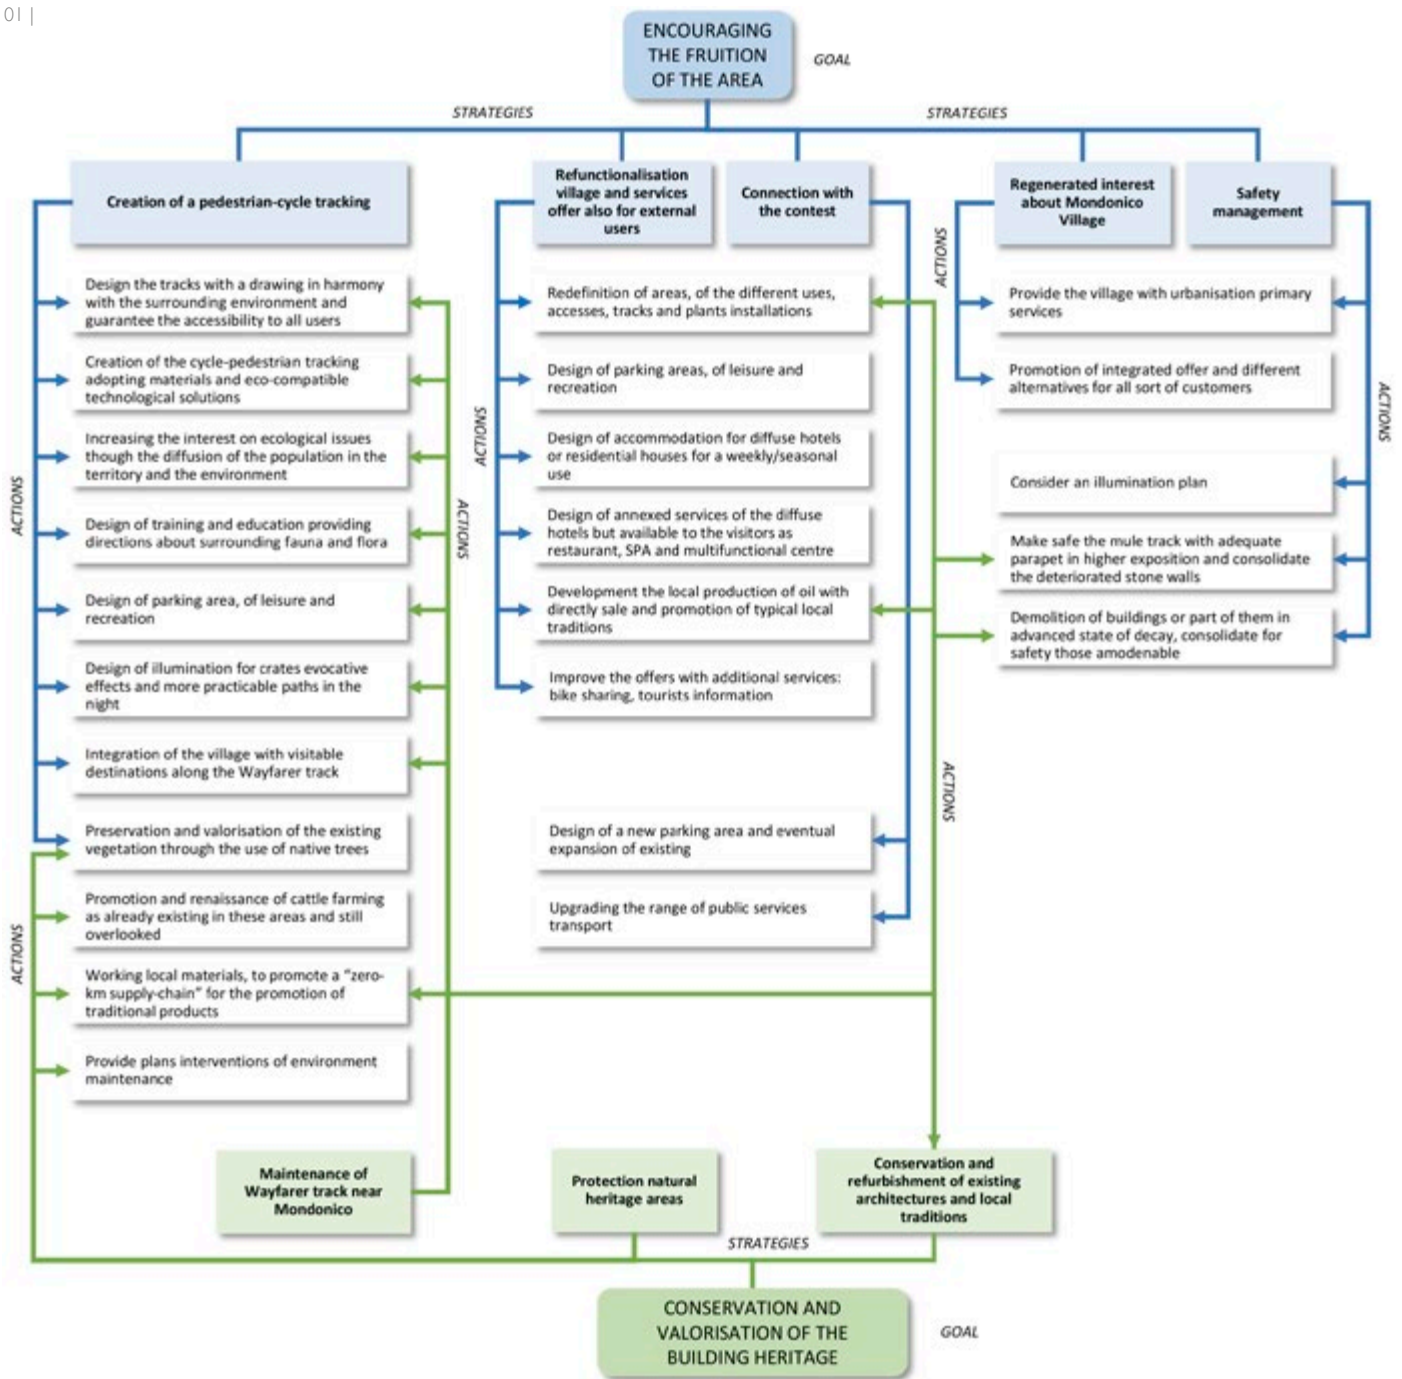 01 |
ENCOURAGING
THE FRUITION
OF THE AREA
GOAL
STRATEGIES
STRATEGIES
Creation of a pedestrian-cycle tracking
Refunctionalisation
village and services
offer also for external
users
Connection with
the contest
Regenerated interest
about Mondonico
Village
Safety
management
ACTIONS
Design the tracks with a drawing in harmony
with the surrounding environment and
guarantee the accessibility to all users
Creation of the cycle-pedestrian tracking
adopting materials and eco-compatible
technological solutions
Increasing the interest on ecological issues
though the diffusion of the population in the
territory and the environment
Design of training and education providing
directions about surrounding fauna and flora
Design of parking area, of leisure and
recreation
Design of illumination for crates evocative
effects and more practicable paths in the
night
Integration of the village with visitable
destinations along the Wayfarer track
Preservation and valorisation of the existing
vegetation through the use of native trees
Promotion and renaissance of cattle farming
as already existing in these areas and still
overlooked
Working local materials, to promote a "zero-
km supply-chain" for the promotion of
traditional products
Provide plans interventions of environment
maintenance
ACTIONS
ACTIONS
ACTIONS
Redefinition of areas, of the different uses,
accesses, tracks and plants installations
Design of parking areas, of leisure and
recreation
Design of accommodation for diffuse hotels
or residential houses for a weekly/seasonal
use
Design of annexed services of the diffuse
hotels but available to the visitors as
restaurant, SPA and multifunctional centre
Development the local production of oil with
directly sale and promotion of typical local
traditions
Improve the offers with additional services:
bike sharing, tourists information
Design of a new parking area and eventual
expansion of existing
Upgrading the range of public services
transport
ACTIONS
ACTIONS
Provide the village with urbanisation primary
services
Promotion of integrated offer and different
alternatives for all sort of customers
Consider an illumination plan
Make safe the mule track with adequate
parapet in higher exposition and consolidate
the deteriorated stone walls
Demolition of buildings or part of them in
advanced state of decay, consolidate for
safety those amodenable
ACTIONS
Maintenance of
Wayfarer track near
Mondonico
Protection natural
heritage areas
Conservation and
refurbishment of existing
architectures and local
traditions
STRATEGIES
CONSERVATION AND
VALORISATION OF THE
BUILDING HERITAGE
GOAL